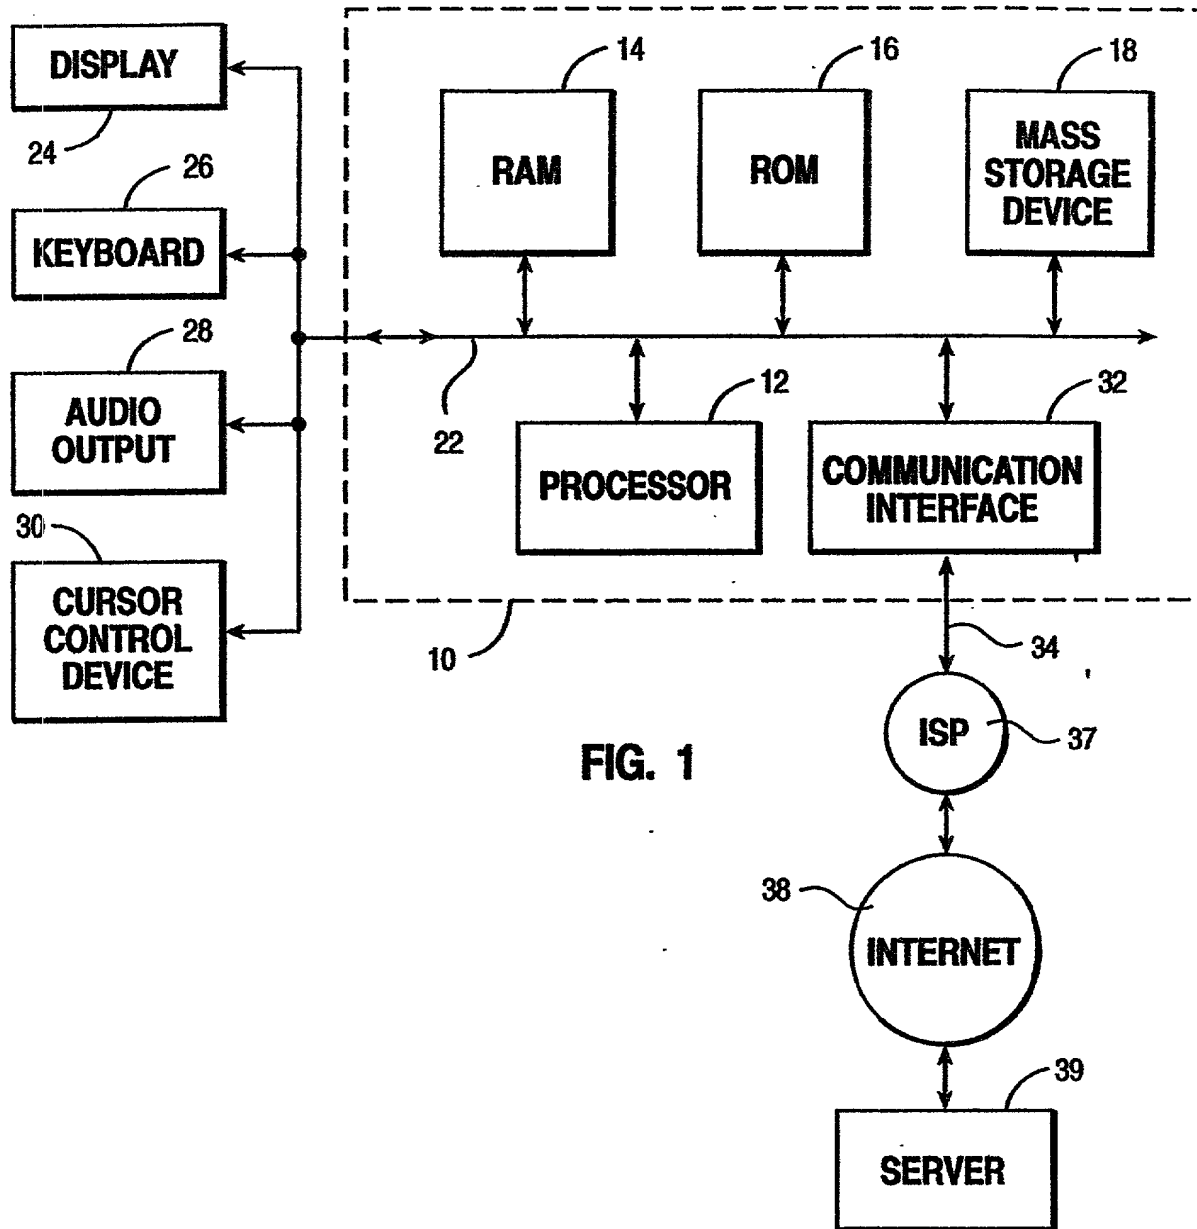 DISPLAY
24
26
KEYBOARD
28
AUDIO
OUTPUT
30
CURSOR
CONTROL
DEVICE
14
RAM
16
ROM
18
MASS
STORAGE
DEVICE
22
12
PROCESSOR
32
COMMUNICATION
INTERFACE
10
34
ISP
37
FIG. 1
38
INTERNET
39
SERVER